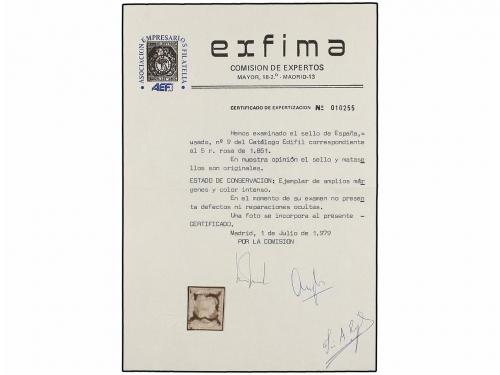 ASOCIACION EMPRESARIOS FILATELIA
AEF
exfima
COMISION DE EXPERTOS
MAYOR, 18-2.º - MADRID-13
CERTIFICADO DE EXPERTIZACION Nº 010255
Hemos examinado el sello de España,-
usado, nº 9 del Catálogo Edifil correspondiente
al 5 r. rosa de 1.851.
En nuestra opinión el sello y matase
llos son originales.
ESTADO DE CONSERVACION: Ejemplar de amplios már
genes y color intenso.
En el momento de su examen no presen
ta defectos ni reparaciones ocultas.
Una foto se incorpora al presente -
CERTIFICADO.
Madrid, 1 de Julio de 1.979
POR LA COMISION